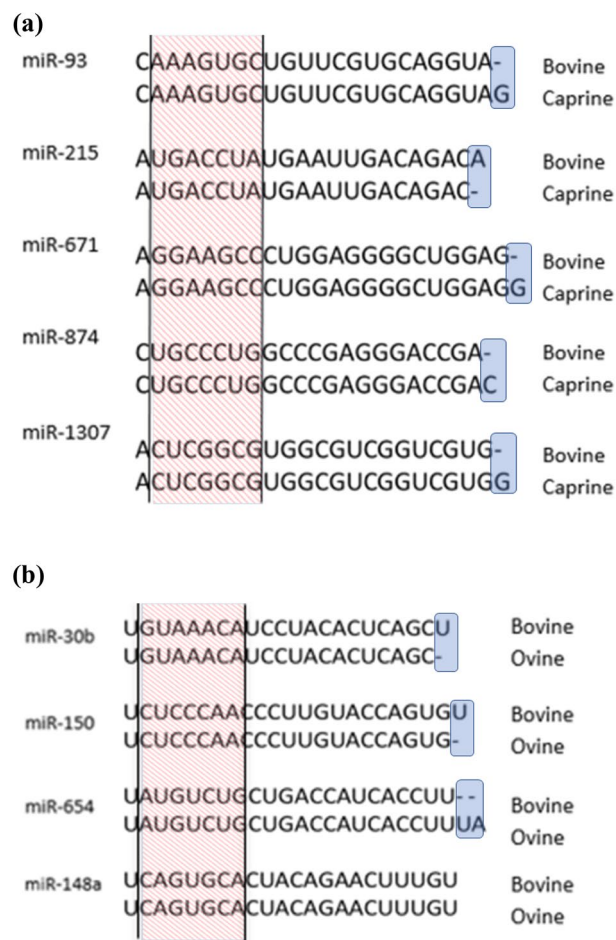 (a)
miR-93 CAAAGUGCUGUUCGUGCAGGUA- Bovine
CAAAGUGCUGUUCGUGCAGGUAG Caprine
miR-215 AUGACCUAUGAAUUGACAGACA Bovine
AUGACCUAUGAAUUGACAGAC- Caprine
miR-671 AGGAAGCCCUGGAGGGGCUGGAG- Bovine
AGGAAGCCCUGGAGGGGCUGGAGG Caprine
miR-874 CUGCCCUGGCCCGAGGGACCGA- Bovine
CUGCCCUGGCCCGAGGGACCGAC Caprine
miR-1307 ACUCGGCGUGGCGUCGGUCGUG- Bovine
ACUCGGCGUGGCGUCGGUCGUGG Caprine
(b)
miR-30b UGUAAACAUCCUACACUCAGCU Bovine
UGUAAACAUCCUACACUCAGC- Ovine
miR-150 UCUCCCAACCCUUGUACCAGUGU Bovine
UCUCCCAACCCUUGUACCAGUG- Ovine
miR-654 UAUGUCUGCUGACCAUCACCUU-- Bovine
UAUGUCUGCUGACCAUCACCUUUA Ovine
miR-148a UCAGUGCACUACAGAACUUUGU Bovine
UCAGUGCACUACAGAACUUUGU Ovine